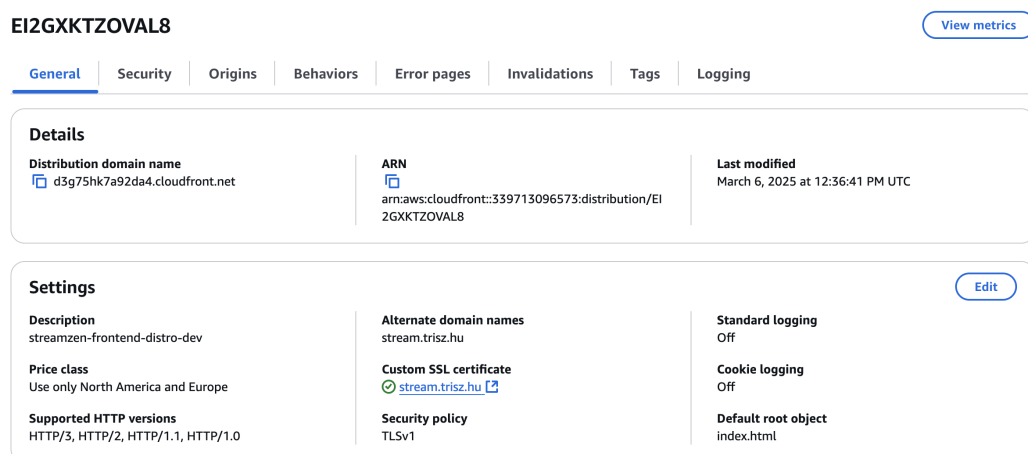 EI2GXKTZOVAL8
View metrics
General
Security
Origins
Behaviors
Error pages
Invalidations
Tags
Logging
Details
Distribution domain name
d3g75hk7a92da4.cloudfront.net
ARN
arn:aws:cloudfront::339713096573:distribution/EI
2GXKTZOVAL8
Last modified
March 6, 2025 at 12:36:41 PM UTC
Settings
Edit
Description
streamzen-frontend-distro-dev
Price class
Use only North America and Europe
Supported HTTP versions
HTTP/3, HTTP/2, HTTP/1.1, HTTP/1.0
Alternate domain names
stream.trisz.hu
Custom SSL certificate
stream.trisz.hu
Security policy
TLSv1
Standard logging
Off
Cookie logging
Off
Default root object
index.html